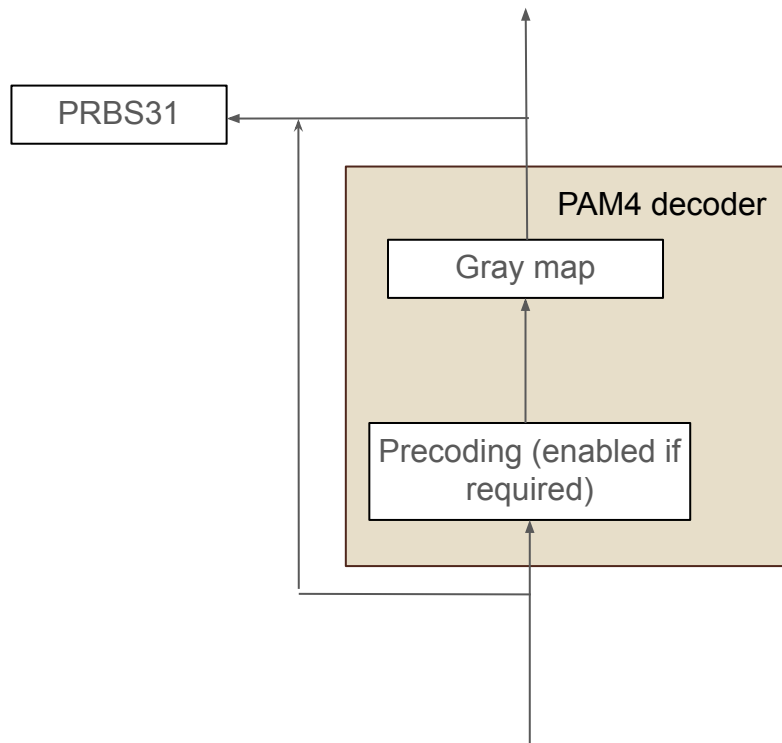 PRBS31
PAM4 decoder
Gray map
Precoding (enabled if
required)